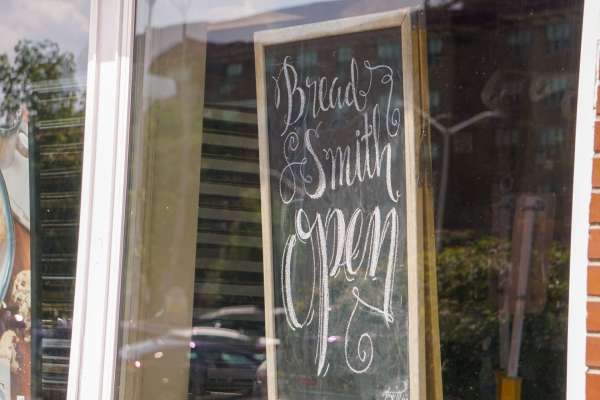 Bread
& Smith
open